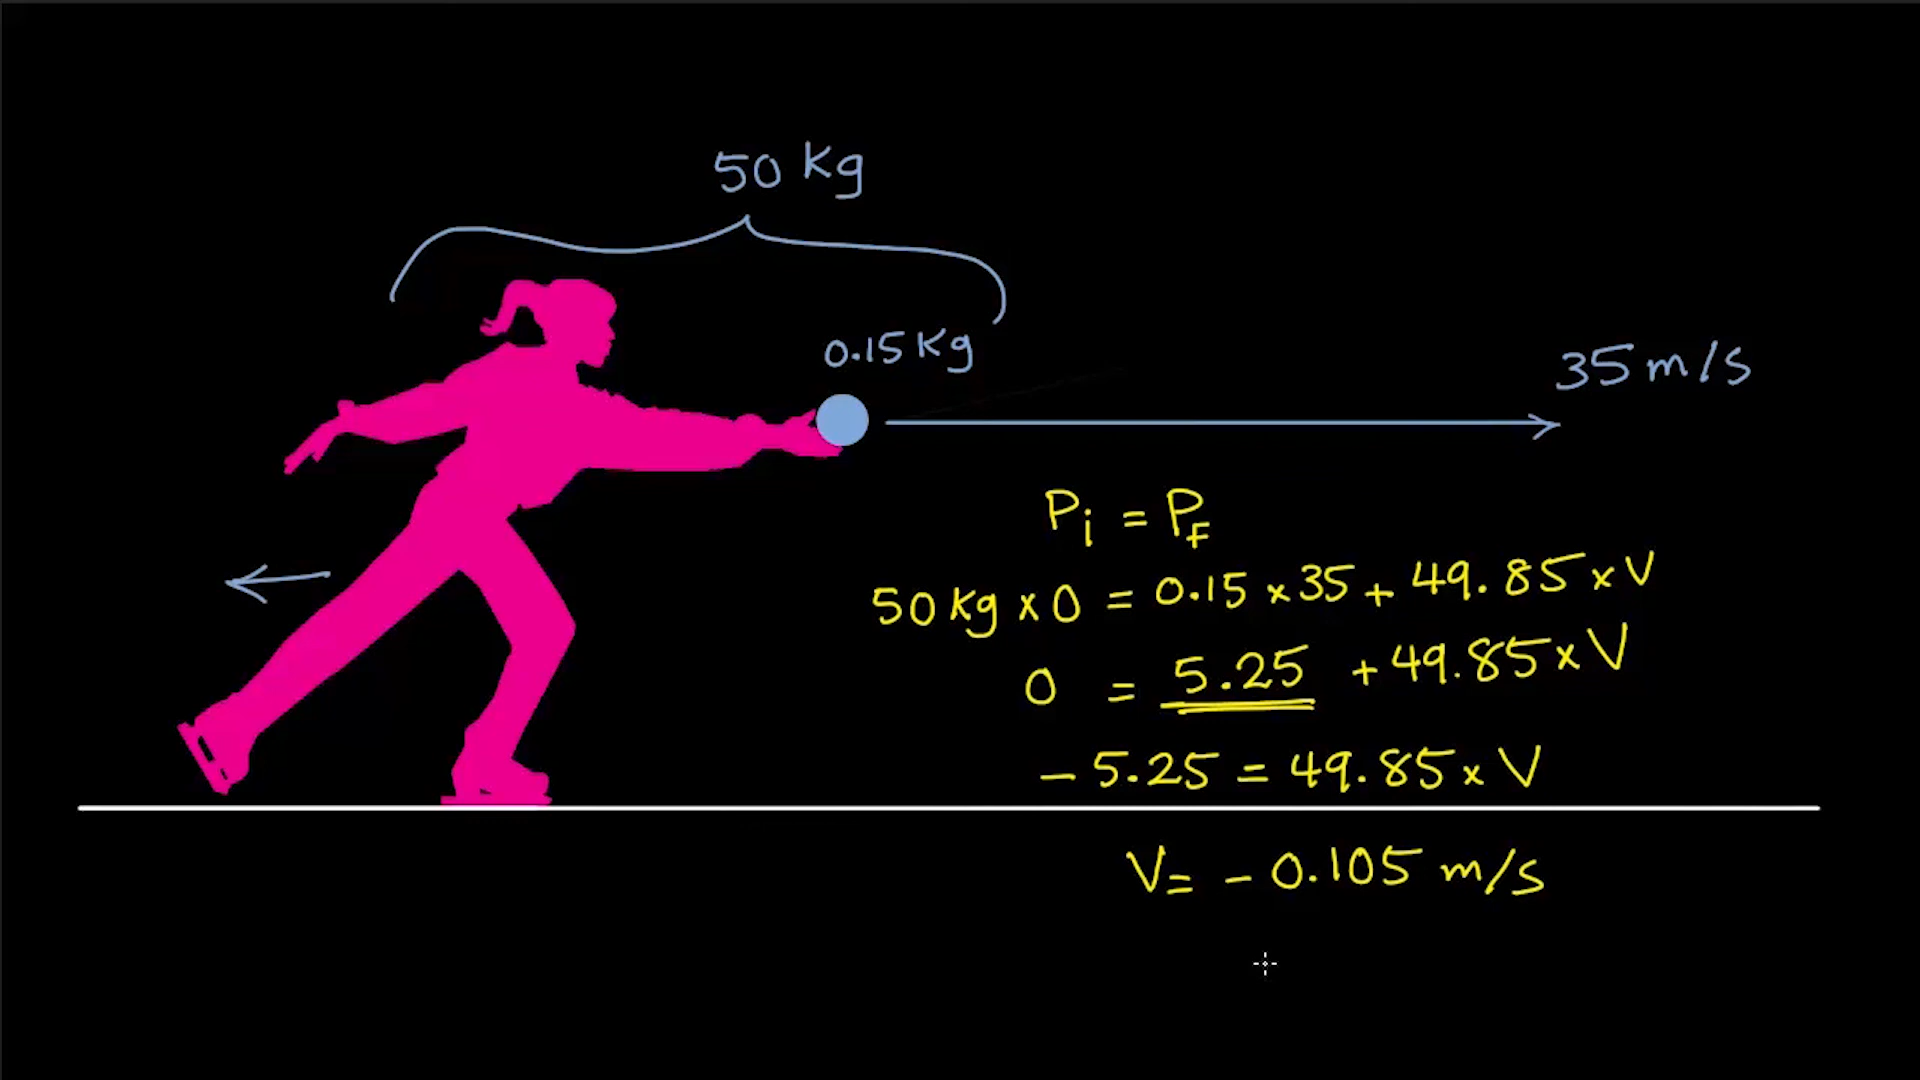 50 Kg
0.15 Kg
35 m/s
Pi = PF
50 Kg x 0 = 0.15 x 35 + 49.85 x V
0 = 5.25 + 49.85 x V
- 5.25 = 49.85 x V
V = - 0.105 m/s